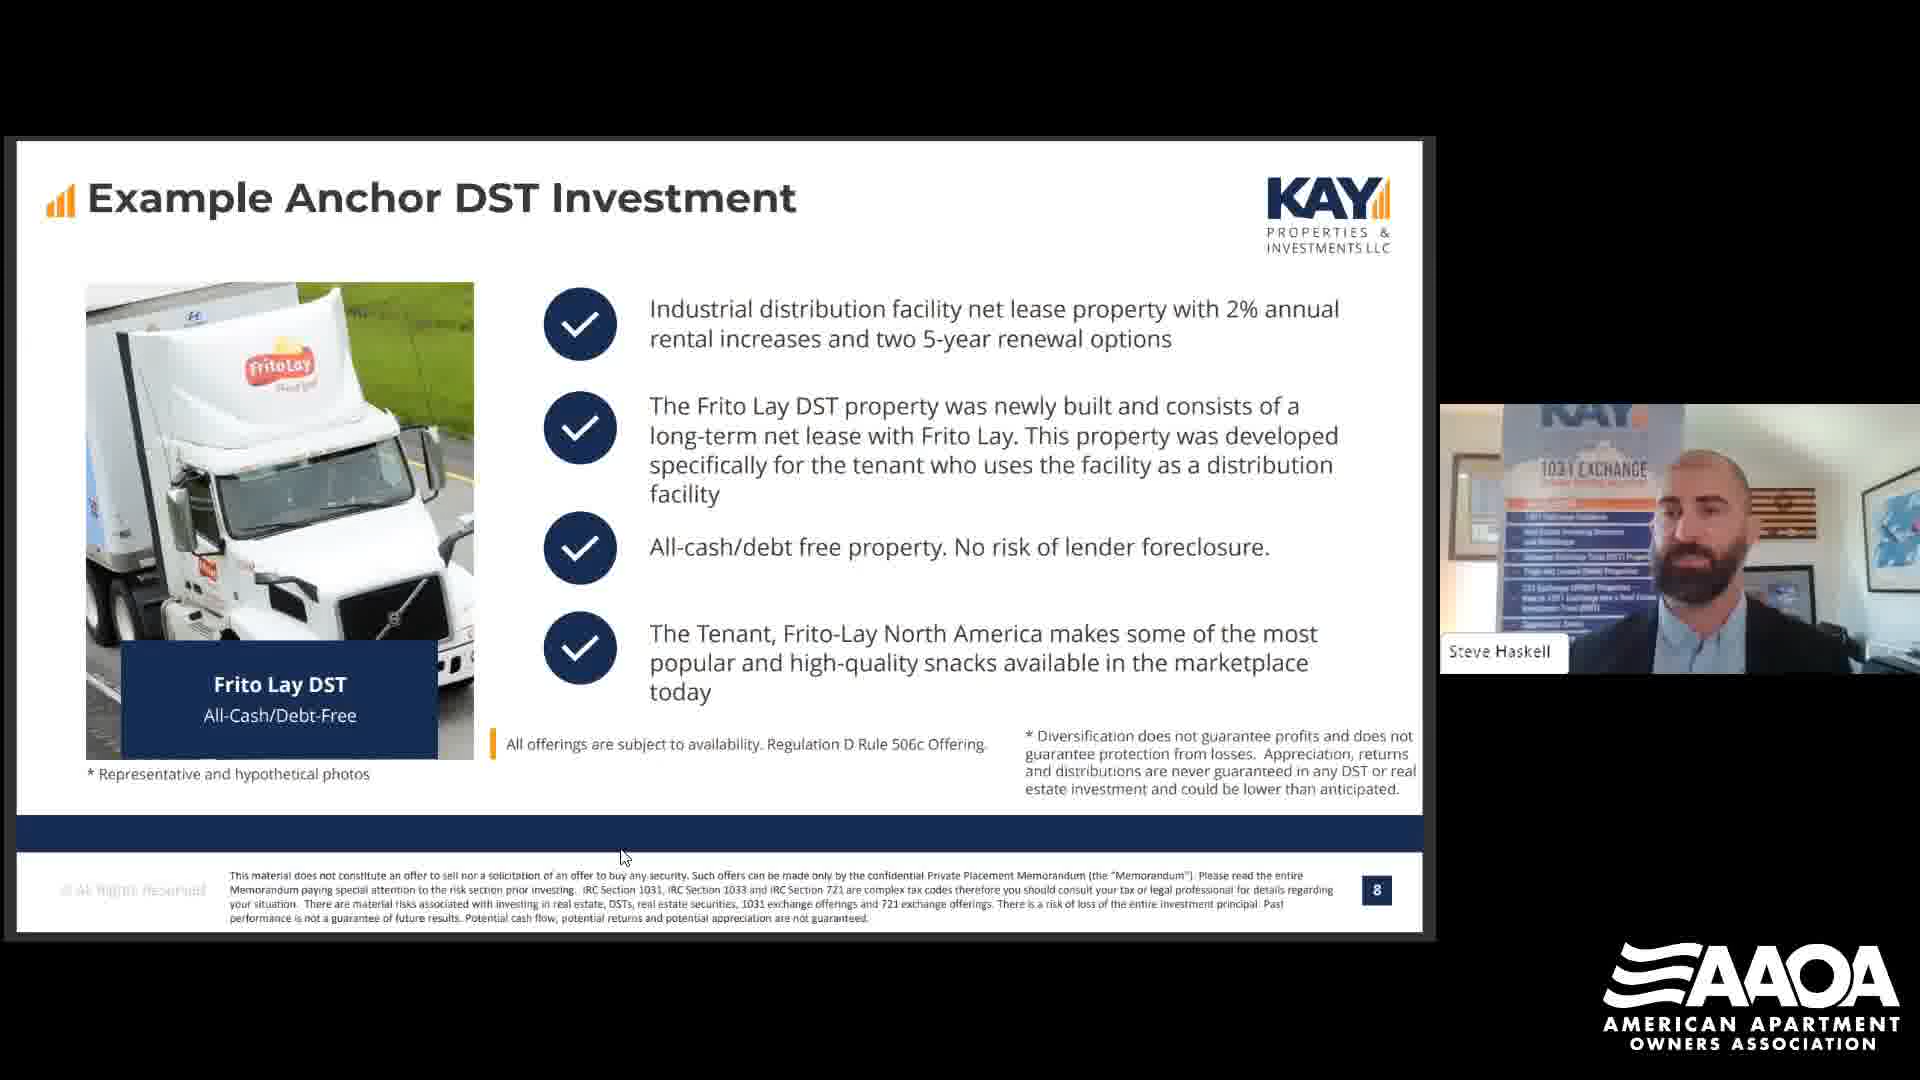 Example Anchor DST Investment
KAY
PROPERTIES &
INVESTMENTS LLC
Industrial distribution facility net lease property with 2% annual
rental increases and two 5-year renewal options
The Frito Lay DST property was newly built and consists of a
long-term net lease with Frito Lay. This property was developed
specifically for the tenant who uses the facility as a distribution
facility
All-cash/debt free property. No risk of lender foreclosure.
The Tenant, Frito-Lay North America makes some of the most
popular and high-quality snacks available in the marketplace
today
Frito Lay
Frito Lay DST
All-Cash/Debt-Free
* Representative and hypothetical photos
All offerings are subject to availability. Regulation D Rule 506c Offering.
* Diversification does not guarantee profits and does not
guarantee protection from losses. Appreciation, returns
and distributions are never guaranteed in any DST or real
estate investment and could be lower than anticipated.
© All Rights Reserved
This material does not constitute an offer to sell nor a solicitation of an offer to buy any security. Such offers can be made only by the confidential Private Placement Memorandum (the "Memorandum"). Please read the entire
Memorandum paying special attention to the risk section prior investing. IRC Section 1031, IRC Section 1033 and IRC Section 721 are complex tax codes therefore you should consult your tax or legal professional for details regarding
your situation. There are material risks associated with investing in real estate, DSTs, real estate securities, 1031 exchange offerings and 721 exchange offerings. There is a risk of loss of the entire investment principal. Past
performance is not a guarantee of future results. Potential cash flow, potential returns and potential appreciation are not guaranteed.
8
KAY
1031 EXCHANGE
Steve Haskell
AAOA
AMERICAN APARTMENT
OWNERS ASSOCIATION